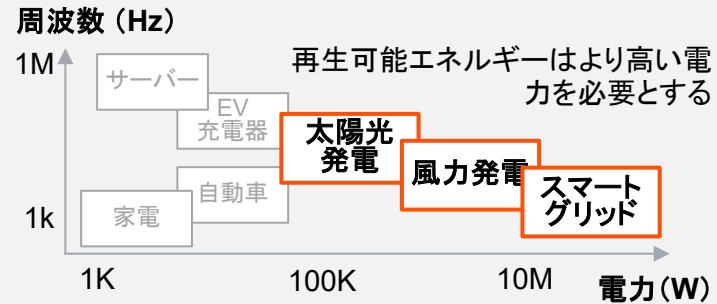 周波数 (Hz)
1M
サーバー
再生可能エネルギーはより高い電
力を必要とする
EV
充電器
太陽光
発電
風力発電
スマート
グリッド
自動車
家電
1k
1K
100K
10M
電力(W)